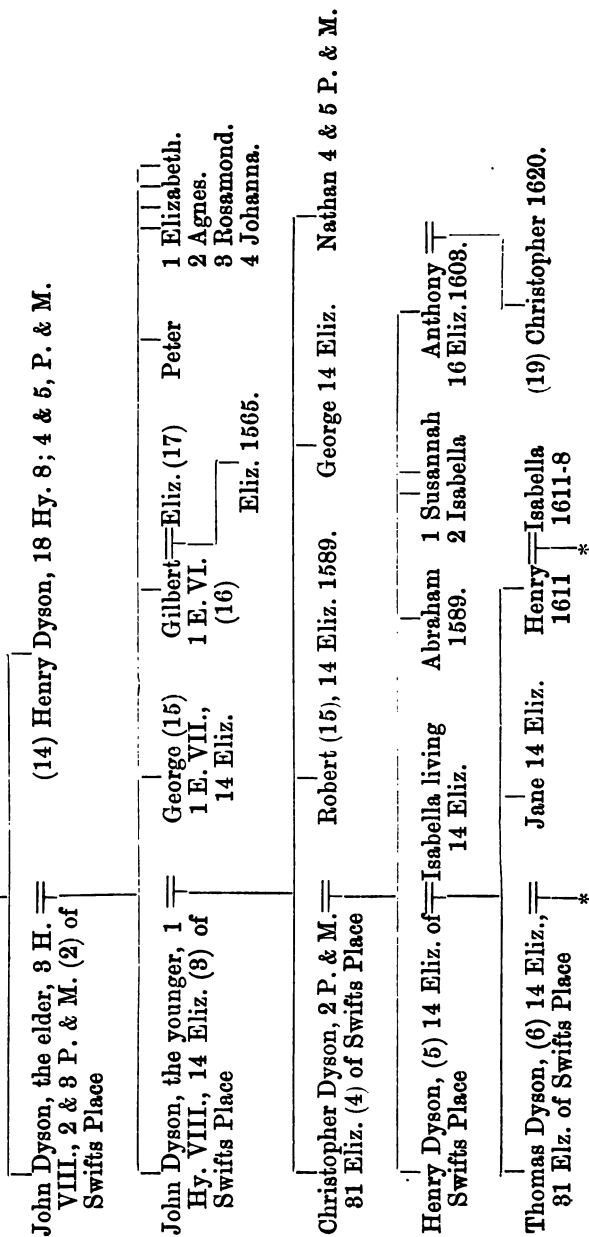 John Dyson, the elder, 3 H.
VIII., 2 & 3 P. & M. (2) of
Swifts Place
(14) Henry Dyson, 18 Hy. 8; 4 & 5, P. & M.
John Dyson, the younger, 1
Hy. VIII., 14 Eliz. (3) of
Swifts Place
George (15)
1 E. VII.,
14 Eliz.
Gilbert
1 E. VI.
(16)
Eliz. (17)
Eliz. 1565.
Peter
1 Elizabeth.
2 Agnes.
3 Rosamond.
4 Johanna.
Christopher Dyson, 2 P. & M.
31 Eliz. (4) of Swifts Place
Robert (15), 14 Eliz. 1589.
George 14 Eliz.
Nathan 4 & 5 P. & M.
Henry Dyson, (5) 14 Eliz. of
Swifts Place
Isabella living
14 Eliz.
Abraham
1589.
1 Susannah
2 Isabella
Anthony
16 Eliz. 1603.
(19) Christopher 1620.
Thomas Dyson, (6) 14 Eliz.,
31 Elz. of Swifts Place
*
Jane 14 Eliz.
Henry
1611
Isabella
1611-8
*